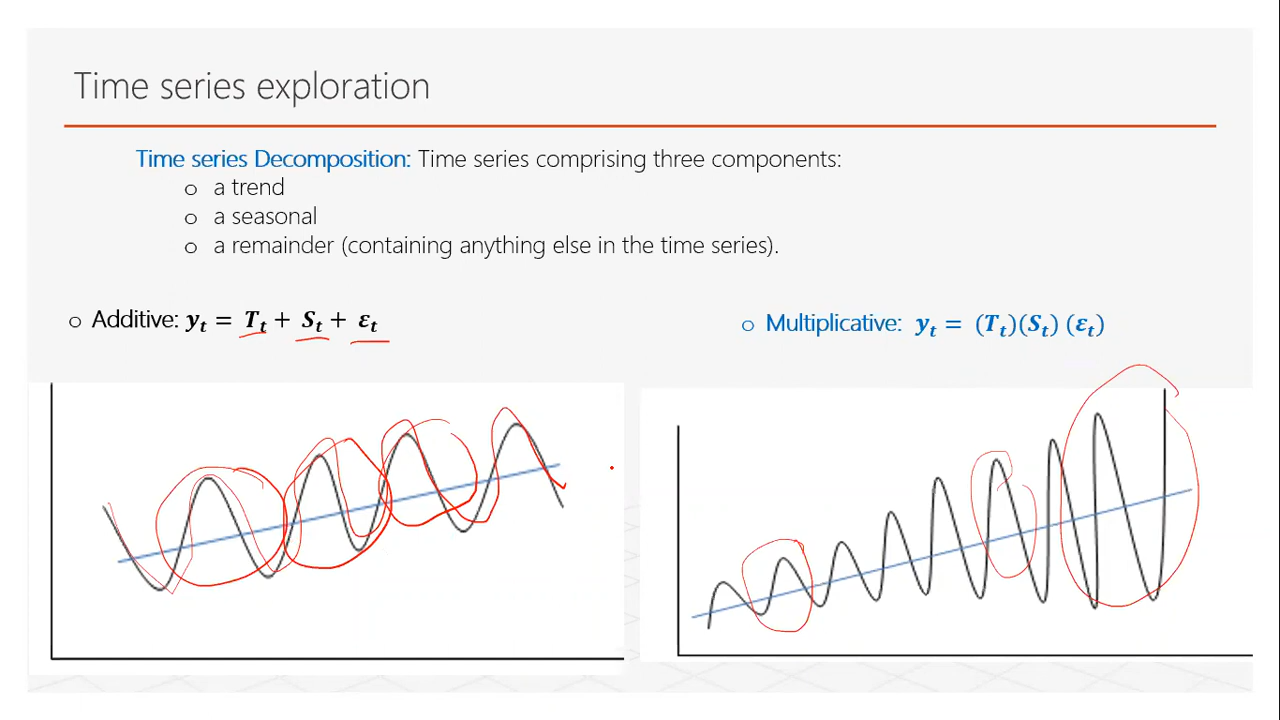 Time series exploration
Time series Decomposition: Time series comprising three components:
o a trend
o a seasonal
o a remainder (containing anything else in the time series).
o Additive: yₜ = Tₜ + Sₜ + εₜ
o Multiplicative: yₜ = (Tₜ)(Sₜ) (εₜ)